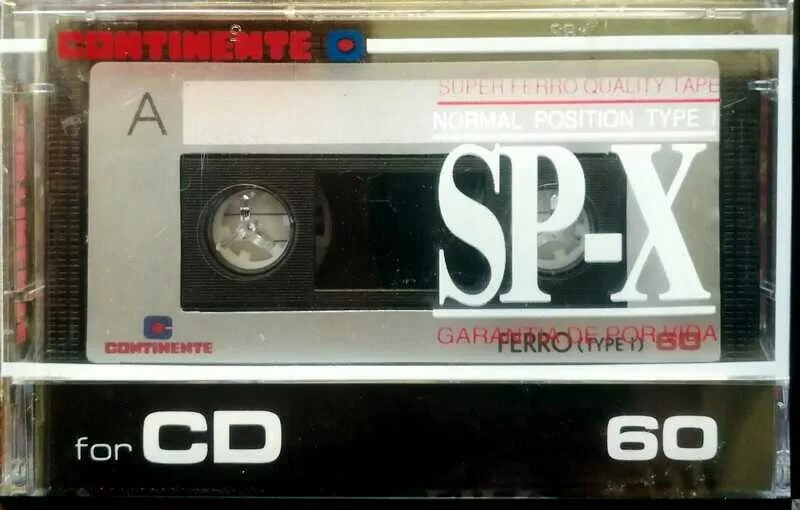 CONTINENTE
SUPER FERRO QUALITY TAPE
A
NORMAL POSITION TYPE I
SP-X
GARANTIA DE POR VIDA
CONTINENTE
FERRO (TYPE I) 60
for CD
60